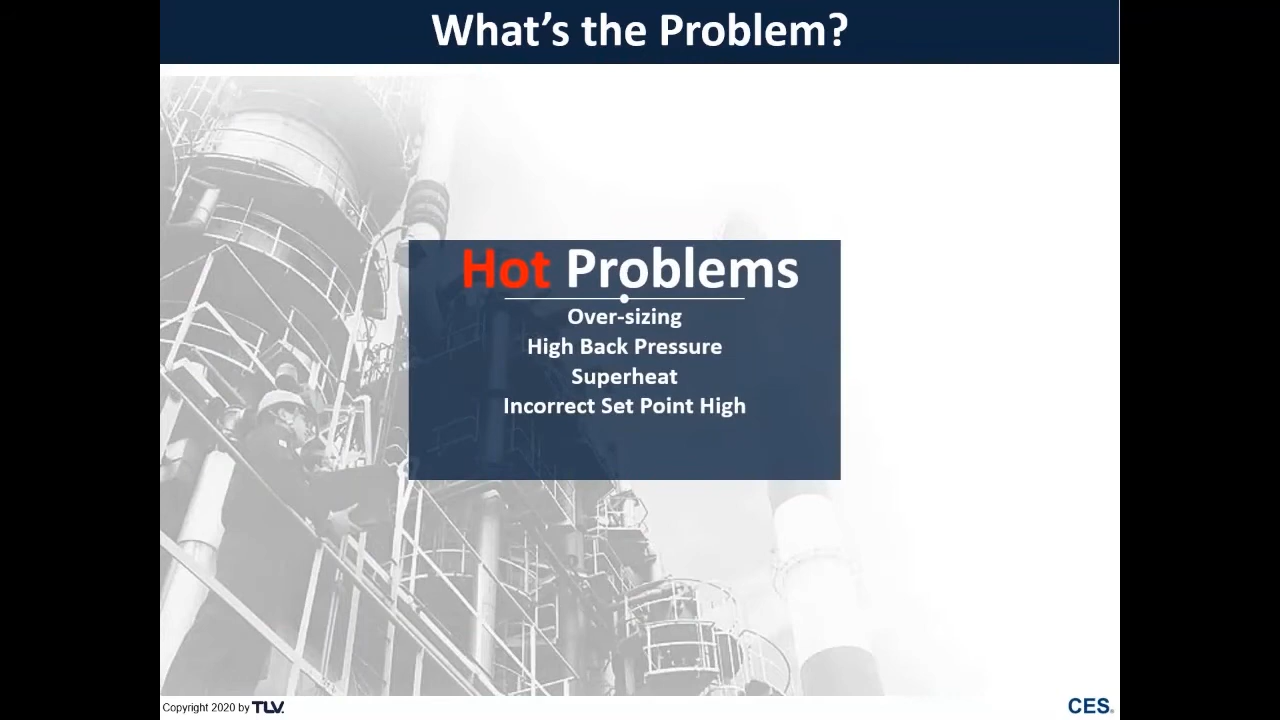 What's the Problem?
Hot Problems
Over-sizing
High Back Pressure
Superheat
Incorrect Set Point High
Copyright 2020 by TLV.
CES®